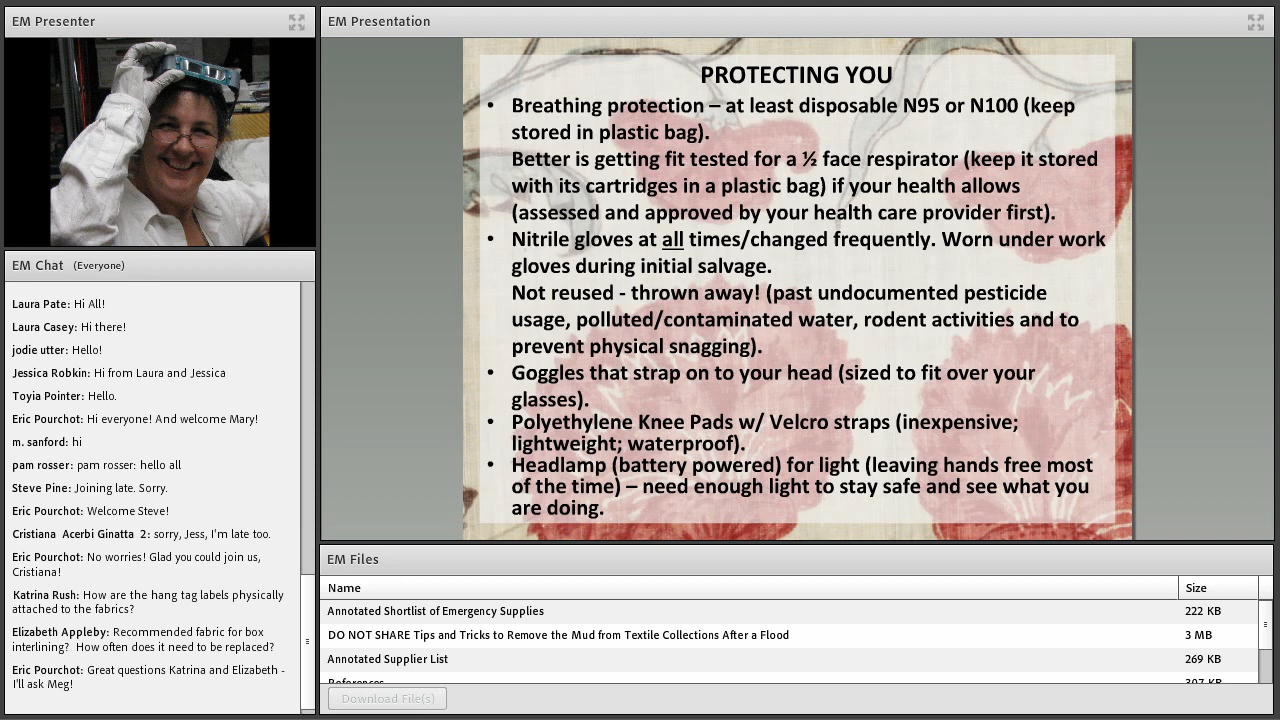 EM Presenter
EM Chat (Everyone)
Laura Pate: Hi All!
Laura Casey: Hi there!
jodie utter: Hello!
Jessica Robkin: Hi from Laura and Jessica
Toyia Pointer: Hello.
Eric Pourchot: Hi everyone! And welcome Mary!
m. sanford: hi
pam rosser: pam rosser: hello all
Steve Pine: Joining late. Sorry.
Eric Pourchot: Welcome Steve!
Cristiana Acerbi Ginatta 2: sorry, Jess, I'm late too.
Eric Pourchot: No worries! Glad you could join us,
Cristiana!
Katrina Rush: How are the hang tag labels physically
attached to the fabrics?
Elizabeth Appleby: Recommended fabric for box
interlining? How often does it need to be replaced?
Eric Pourchot: Great questions Katrina and Elizabeth -
I'll ask Meg!
EM Presentation
PROTECTING YOU
• Breathing protection – at least disposable N95 or N100 (keep
stored in plastic bag).
Better is getting fit tested for a ½ face respirator (keep it stored
with its cartridges in a plastic bag) if your health allows
(assessed and approved by your health care provider first).
• Nitrile gloves at all times/changed frequently. Worn under work
gloves during initial salvage.
Not reused - thrown away! (past undocumented pesticide
usage, polluted/contaminated water, rodent activities and to
prevent physical snagging).
• Goggles that strap on to your head (sized to fit over your
glasses).
• Polyethylene Knee Pads w/ Velcro straps (inexpensive;
lightweight; waterproof).
• Headlamp (battery powered) for light (leaving hands free most
of the time) – need enough light to stay safe and see what you
are doing.
EM Files
Name Size
Annotated Shortlist of Emergency Supplies 222 KB
DO NOT SHARE Tips and Tricks to Remove the Mud from Textile Collections After a Flood 3 MB
Annotated Supplier List 269 KB
References 307 KB
Download File(s)